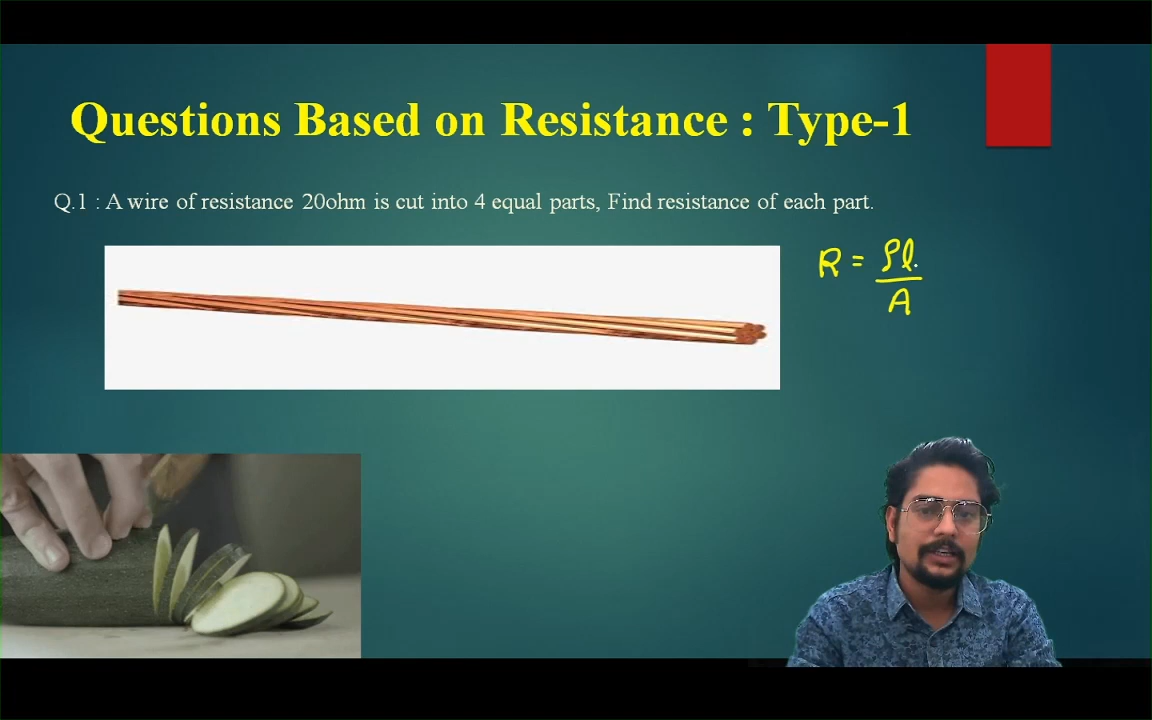 Questions Based on Resistance : Type-1
Q.1 : A wire of resistance 20ohm is cut into 4 equal parts, Find resistance of each part.
R = ρl / A